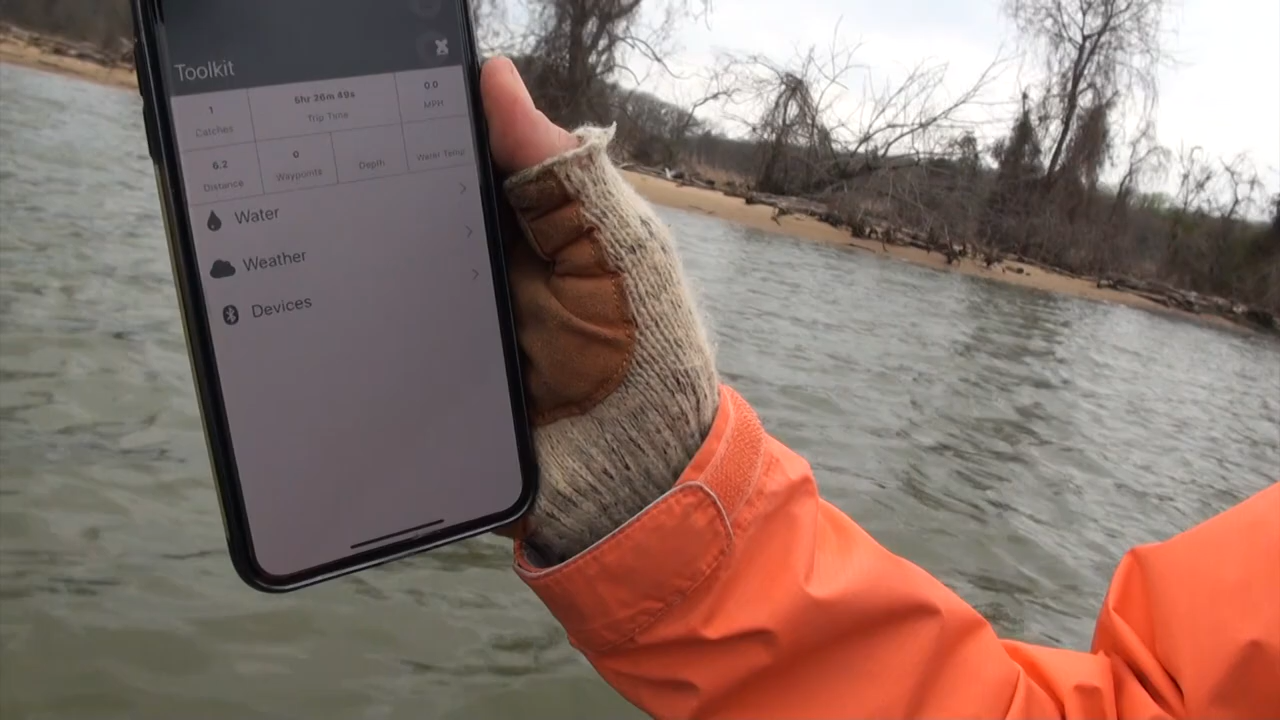 Toolkit
1
Catches
5hr 26m 49s
Trip Time
0.0
MPH
6.2
Distance
0
Waypoints
Depth
Water Temp
Water
Weather
Devices